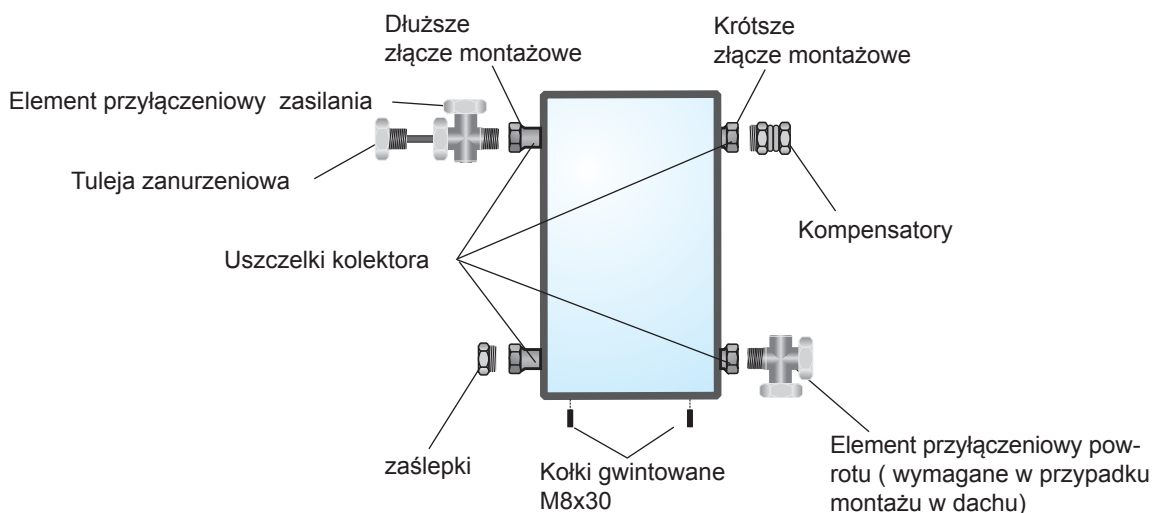 Dłuższe
złącze montażowe
Krótsze
złącze montażowe
Element przyłączeniowy zasilania
Tuleja zanurzeniowa
Kompensatory
Uszczelki kolektora
zaślepki
Kołki gwintowane
M8x30
Element przyłączeniowy pow-
rotu ( wymagane w przypadku
montażu w dachu)